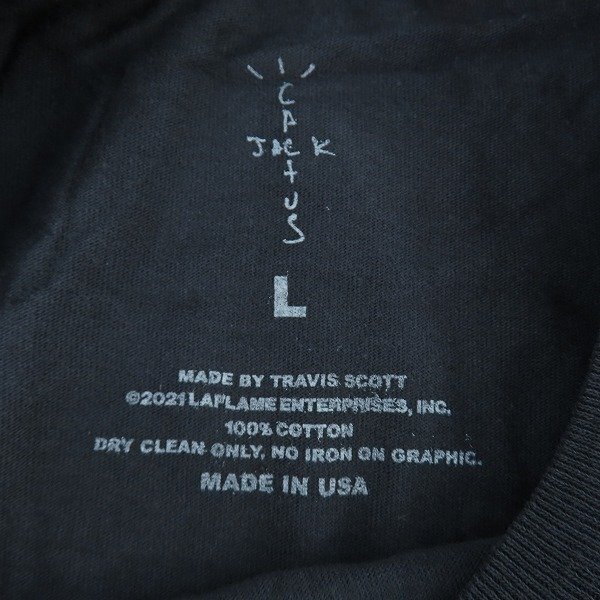 CACTUS
JACK
L
MADE BY TRAVIS SCOTT
©2021 LAFLAME ENTERPRISES, INC.
100% COTTON
DRY CLEAN ONLY, NO IRON ON GRAPHIC.
MADE IN USA